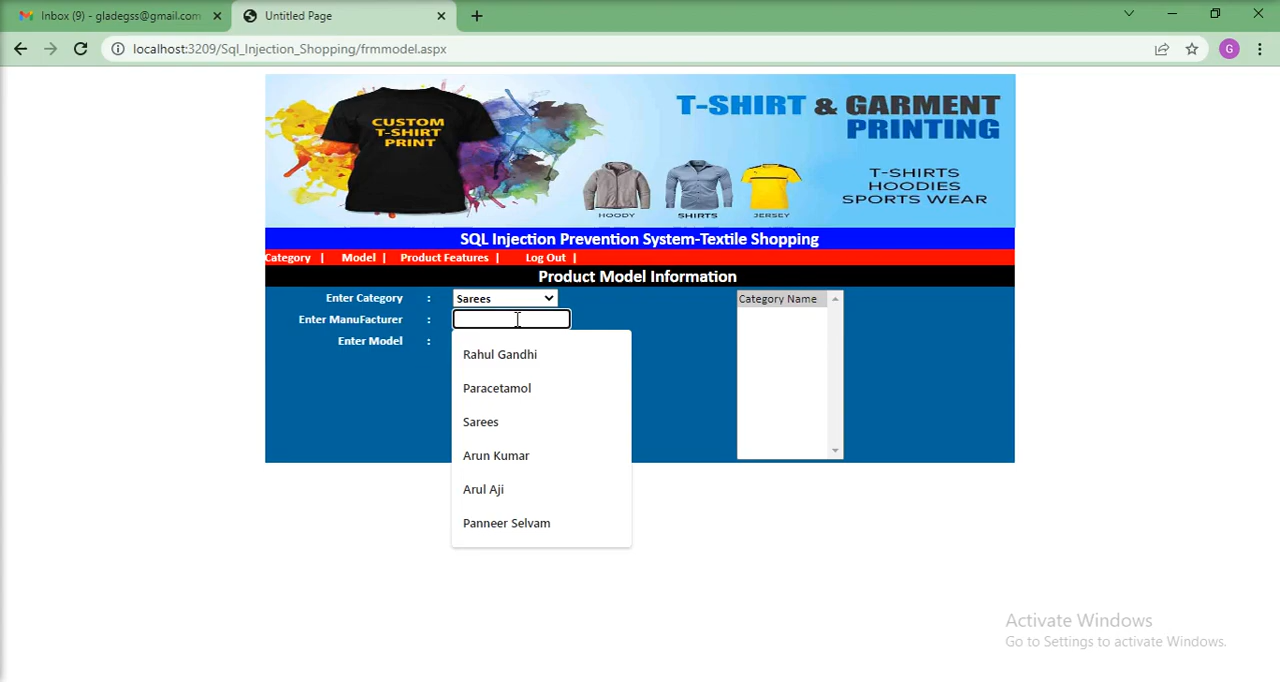 Inbox (9) - gladegss@gmail.com
Untitled Page
localhost:3209/Sql_Injection_Shopping/frmmodel.aspx
G
CUSTOM
T-SHIRT
PRINT
T-SHIRT & GARMENT
PRINTING
T-SHIRTS
HOODIES
SPORTS WEAR
HOODY
SHIRTS
JERSEY
SQL Injection Prevention System-Textile Shopping
Category | Model | Product Features | Log Out |
Product Model Information
Enter Category : Sarees
Category Name
Enter ManuFacturer :
Enter Model :
Rahul Gandhi
Paracetamol
Sarees
Arun Kumar
Arul Aji
Panneer Selvam
Activate Windows
Go to Settings to activate Windows.